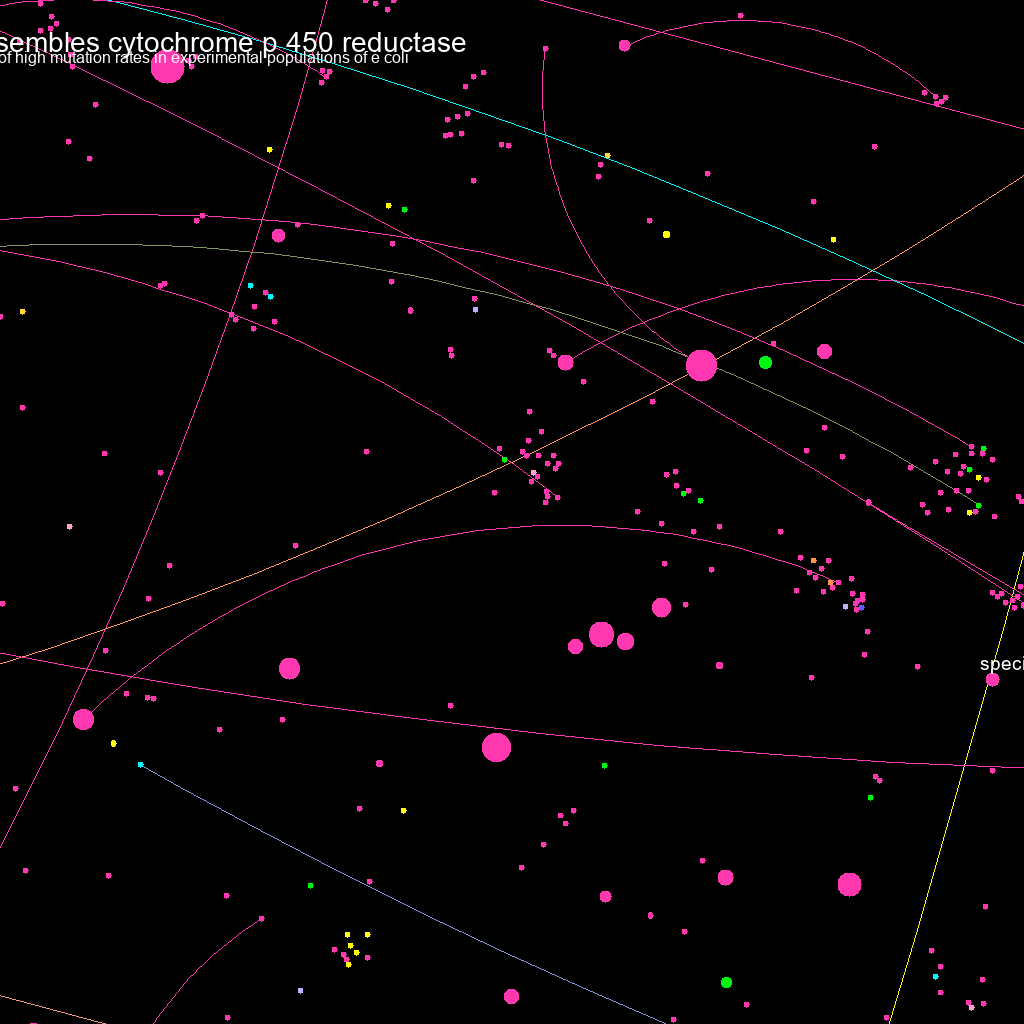 sembles cytochrome p 450 reductase
of high mutation rates in experimental populations of e coli
speci